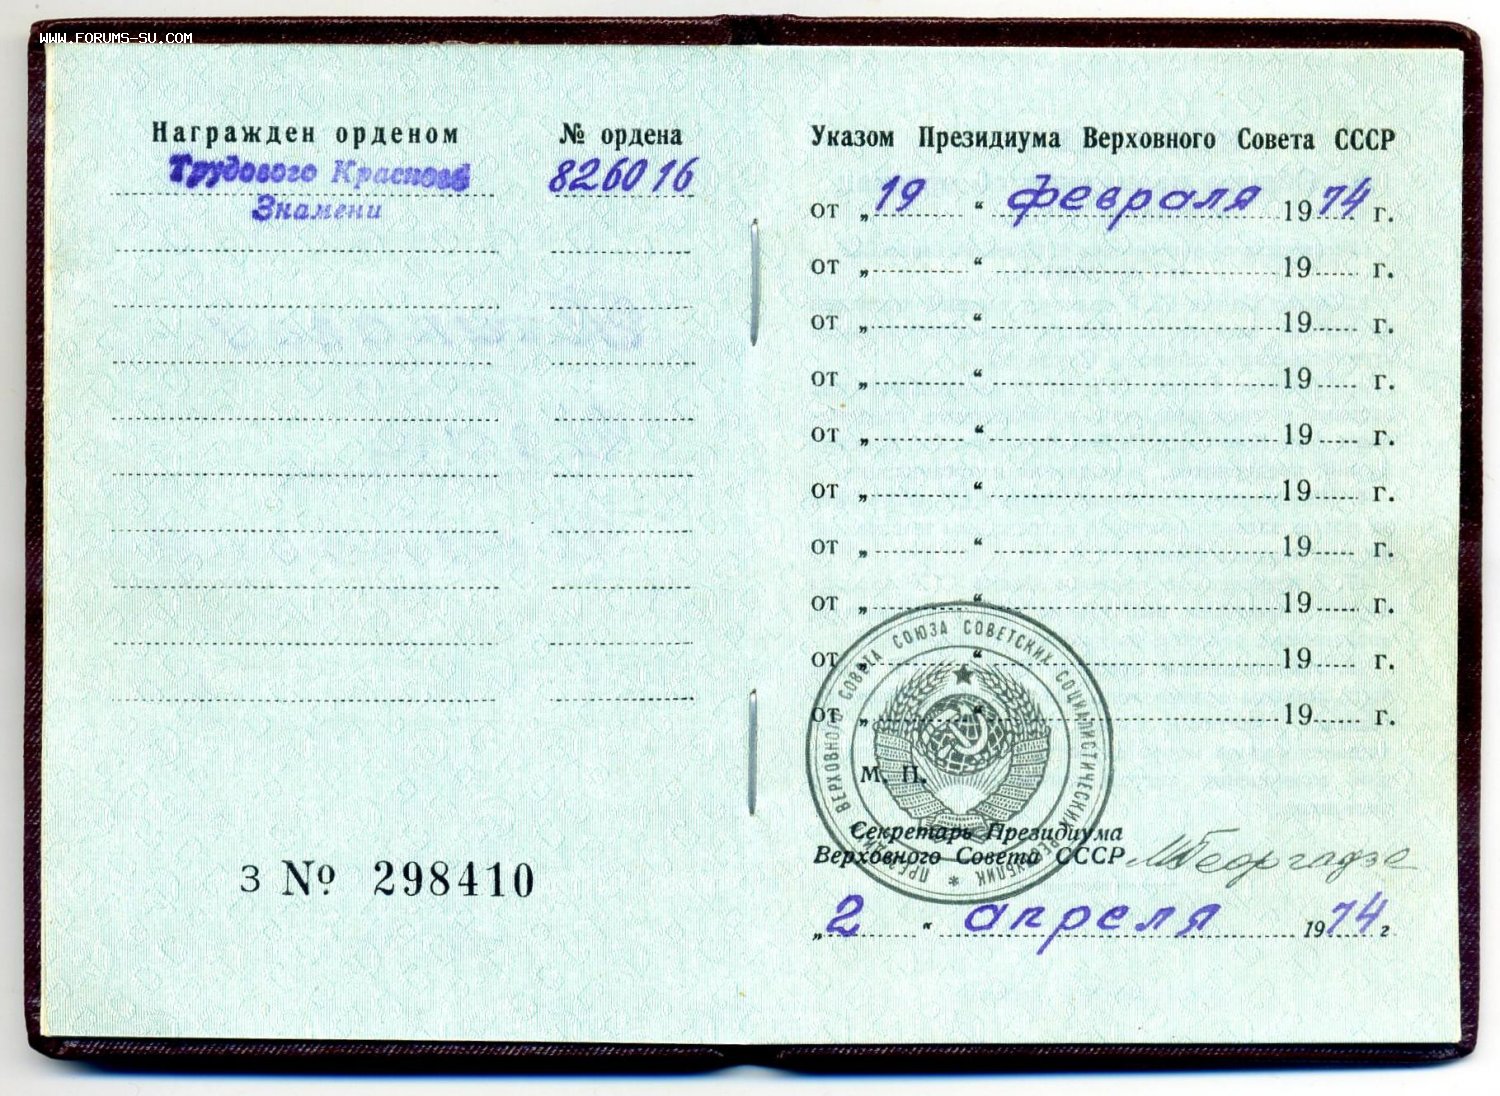 WWW.FORUMS-SU.COM
Награжден орденом № ордена
Трудового Красного 826016
Знамени
З № 298410
Указом Президиума Верховного Совета СССР
от „19“ февраля 1974 г.
от „ “ 19 г.
от „ “ 19 г.
от „ “ 19 г.
от „ “ 19 г.
от „ “ 19 г.
от „ “ 19 г.
от „ “ 19 г.
от „ “ 19 г.
от „ “ 19 г.
ПРЕЗИДИУМ ВЕРХОВНОГО СОВЕТА СОЮЗА СОВЕТСКИХ СОЦИАЛИСТИЧЕСКИХ РЕСПУБЛИК *
М. П.
Секретарь Президиума
Верховного Совета СССР МГеоргадзе
„2“ апреля 1974 г